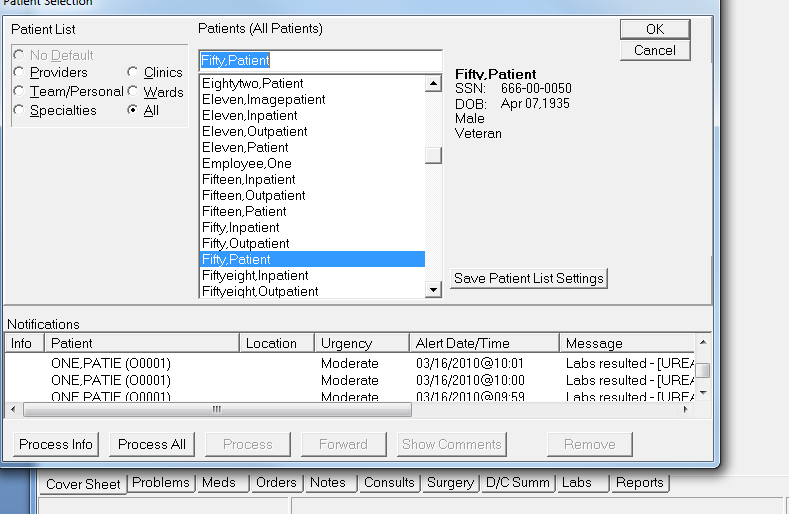 Patient Selection
Patient List
Patients (All Patients)
OK
Cancel
No Default
Providers
Clinics
Team/Personal
Wards
Specialties
All
Fifty,Patient
Eightytwo,Patient
Eleven,Imagepatient
Eleven,Inpatient
Eleven,Outpatient
Eleven,Patient
Employee,One
Fifteen,Inpatient
Fifteen,Outpatient
Fifteen,Patient
Fifty,Inpatient
Fifty,Outpatient
Fifty,Patient
Fiftyeight,Inpatient
Fiftyeight,Outpatient
Fifty,Patient
SSN: 666-00-0050
DOB: Apr 07,1935
Male
Veteran
Save Patient List Settings
Notifications
Info Patient Location Urgency Alert Date/Time Message
ONE,PATIE (O0001) Moderate 03/16/2010@10:01 Labs resulted - [UREA
ONE,PATIE (O0001) Moderate 03/16/2010@10:00 Labs resulted - [UREA
ONE,PATIE (O0001) Moderate 03/16/2010@09:59 Labs resulted - [UREA
Process Info Process All Process Forward Show Comments Remove
Cover Sheet Problems Meds Orders Notes Consults Surgery D/C Summ Labs Reports